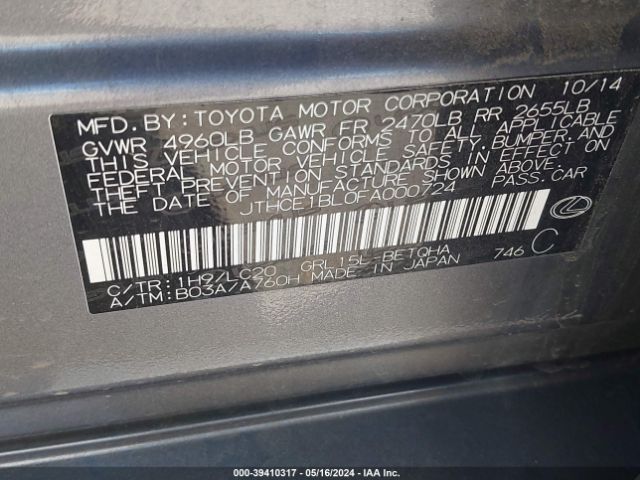 MFD. BY: TOYOTA MOTOR CORPORATION 10/14
GVWR 4960LB GAWR FR 2470LB RR 2655LB
THIS VEHICLE CONFORMS TO ALL APPLICABLE
FEDERAL MOTOR VEHICLE SAFETY, BUMPER, AND
THEFT PREVENTION STANDARDS IN EFFECT ON
THE DATE OF MANUFACTURE SHOWN ABOVE.
JTHCE1BL0FA000724 PASS. CAR
C/TR: 1H9/LC20 GRL15L-BETQHA 746 C
A/TM: B03A/A760H MADE IN JAPAN
000-39410317 - 05/16/2024 - IAA Inc.